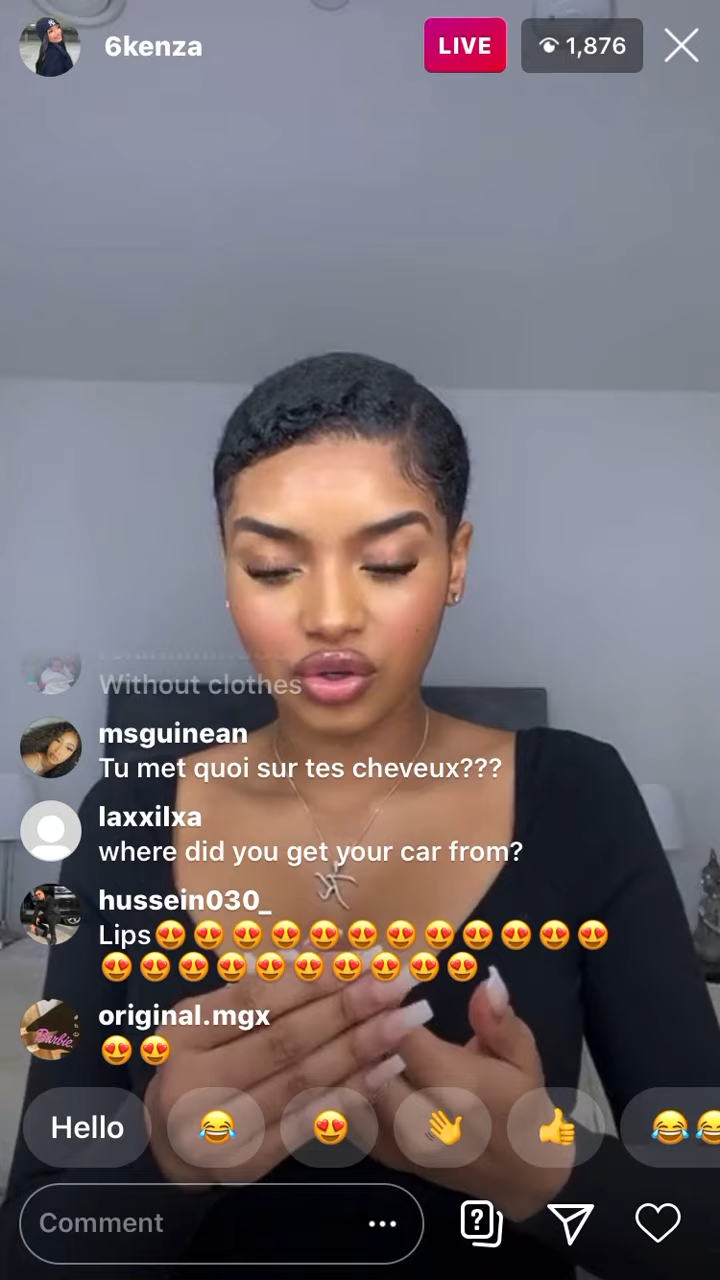 6kenza
LIVE
1,876
Without clothes
msguinean
Tu met quoi sur tes cheveux???
laxxilxa
where did you get your car from?
hussein030_
Lips😍😍😍😍😍😍😍😍😍😍😍😍
😍😍😍😍😍😍😍😍😍😍
original.mgx
😍😍
Barbie
Hello 😂 😍 👋 👍 😂😂
Comment